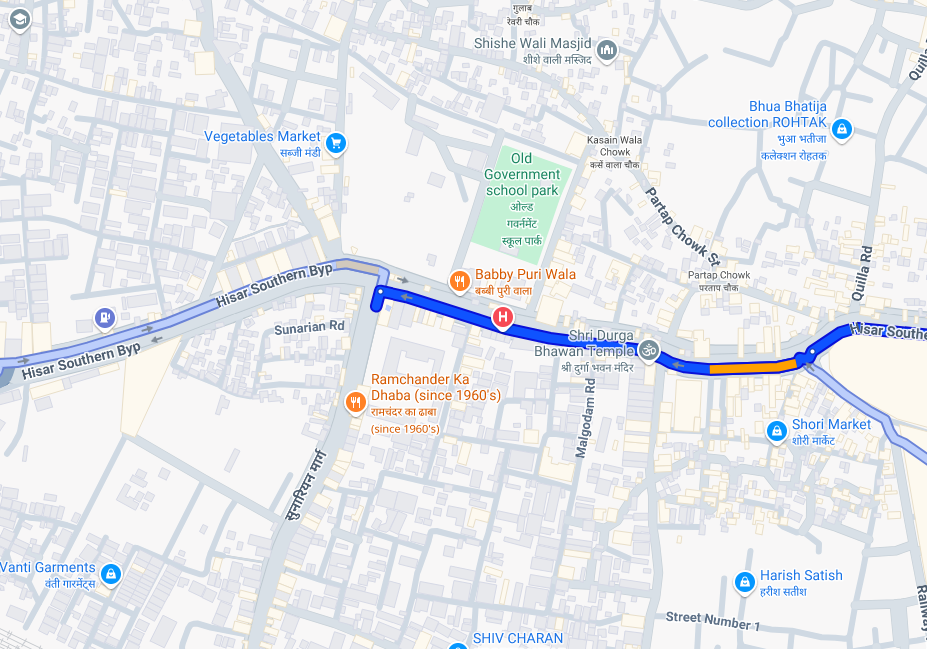 गुलाब
रेवरी चौक
Shishe Wali Masjid
शीशे वाली मस्जिद
Quilla
Bhua Bhatija
collection ROHTAK
भुआ भतीजा
कलेक्शन रोहतक
Vegetables Market
सब्जी मंडी
Kasain Wala
Chowk
कसें वाला चौक
Old
Government
school park
ओल्ड
गवर्नमेंट
स्कूल पार्क
Partap Chowk St
Quilla Rd
Partap Chowk
परताप चौक
Babby Puri Wala
बब्बी पुरी वाला
Hisar Southern Byp
H
Sunarian Rd
Hisar Southe
Hisar Southern Byp
Shri Durga
Bhawan Temple
श्री दुर्गा भवन मंदिर
Ramchander Ka
Dhaba (since 1960's)
रामचंदर का ढाबा
(since 1960's)
Malgodam Rd
Shori Market
शोरी मार्केट
सुनारियन मार्ग
Vanti Garments
वंती गारमेंट्स
Harish Satish
हरीश सतीश
Street Number 1
Railway
SHIV CHARAN